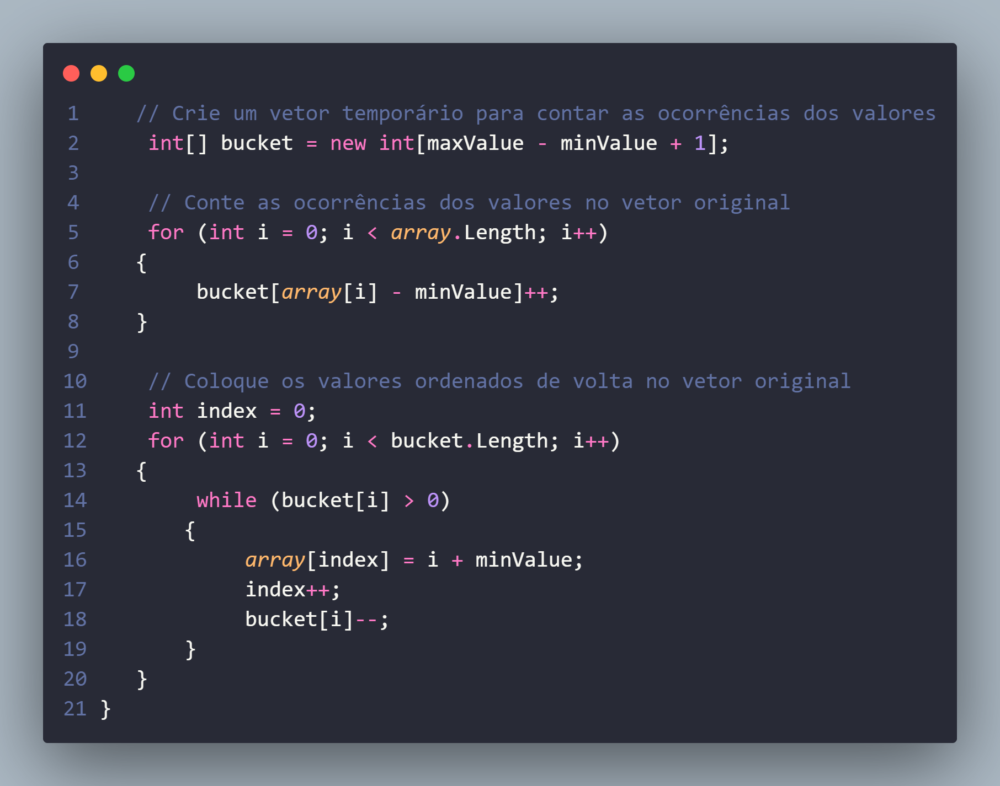 1    // Crie um vetor temporário para contar as ocorrências dos valores
2     int[] bucket = new int[maxValue - minValue + 1];
3
4     // Conte as ocorrências dos valores no vetor original
5     for (int i = 0; i < array.Length; i++)
6    {
7         bucket[array[i] - minValue]++;
8    }
9
10     // Coloque os valores ordenados de volta no vetor original
11     int index = 0;
12     for (int i = 0; i < bucket.Length; i++)
13    {
14         while (bucket[i] > 0)
15        {
16             array[index] = i + minValue;
17             index++;
18             bucket[i]--;
19        }
20    }
21 }